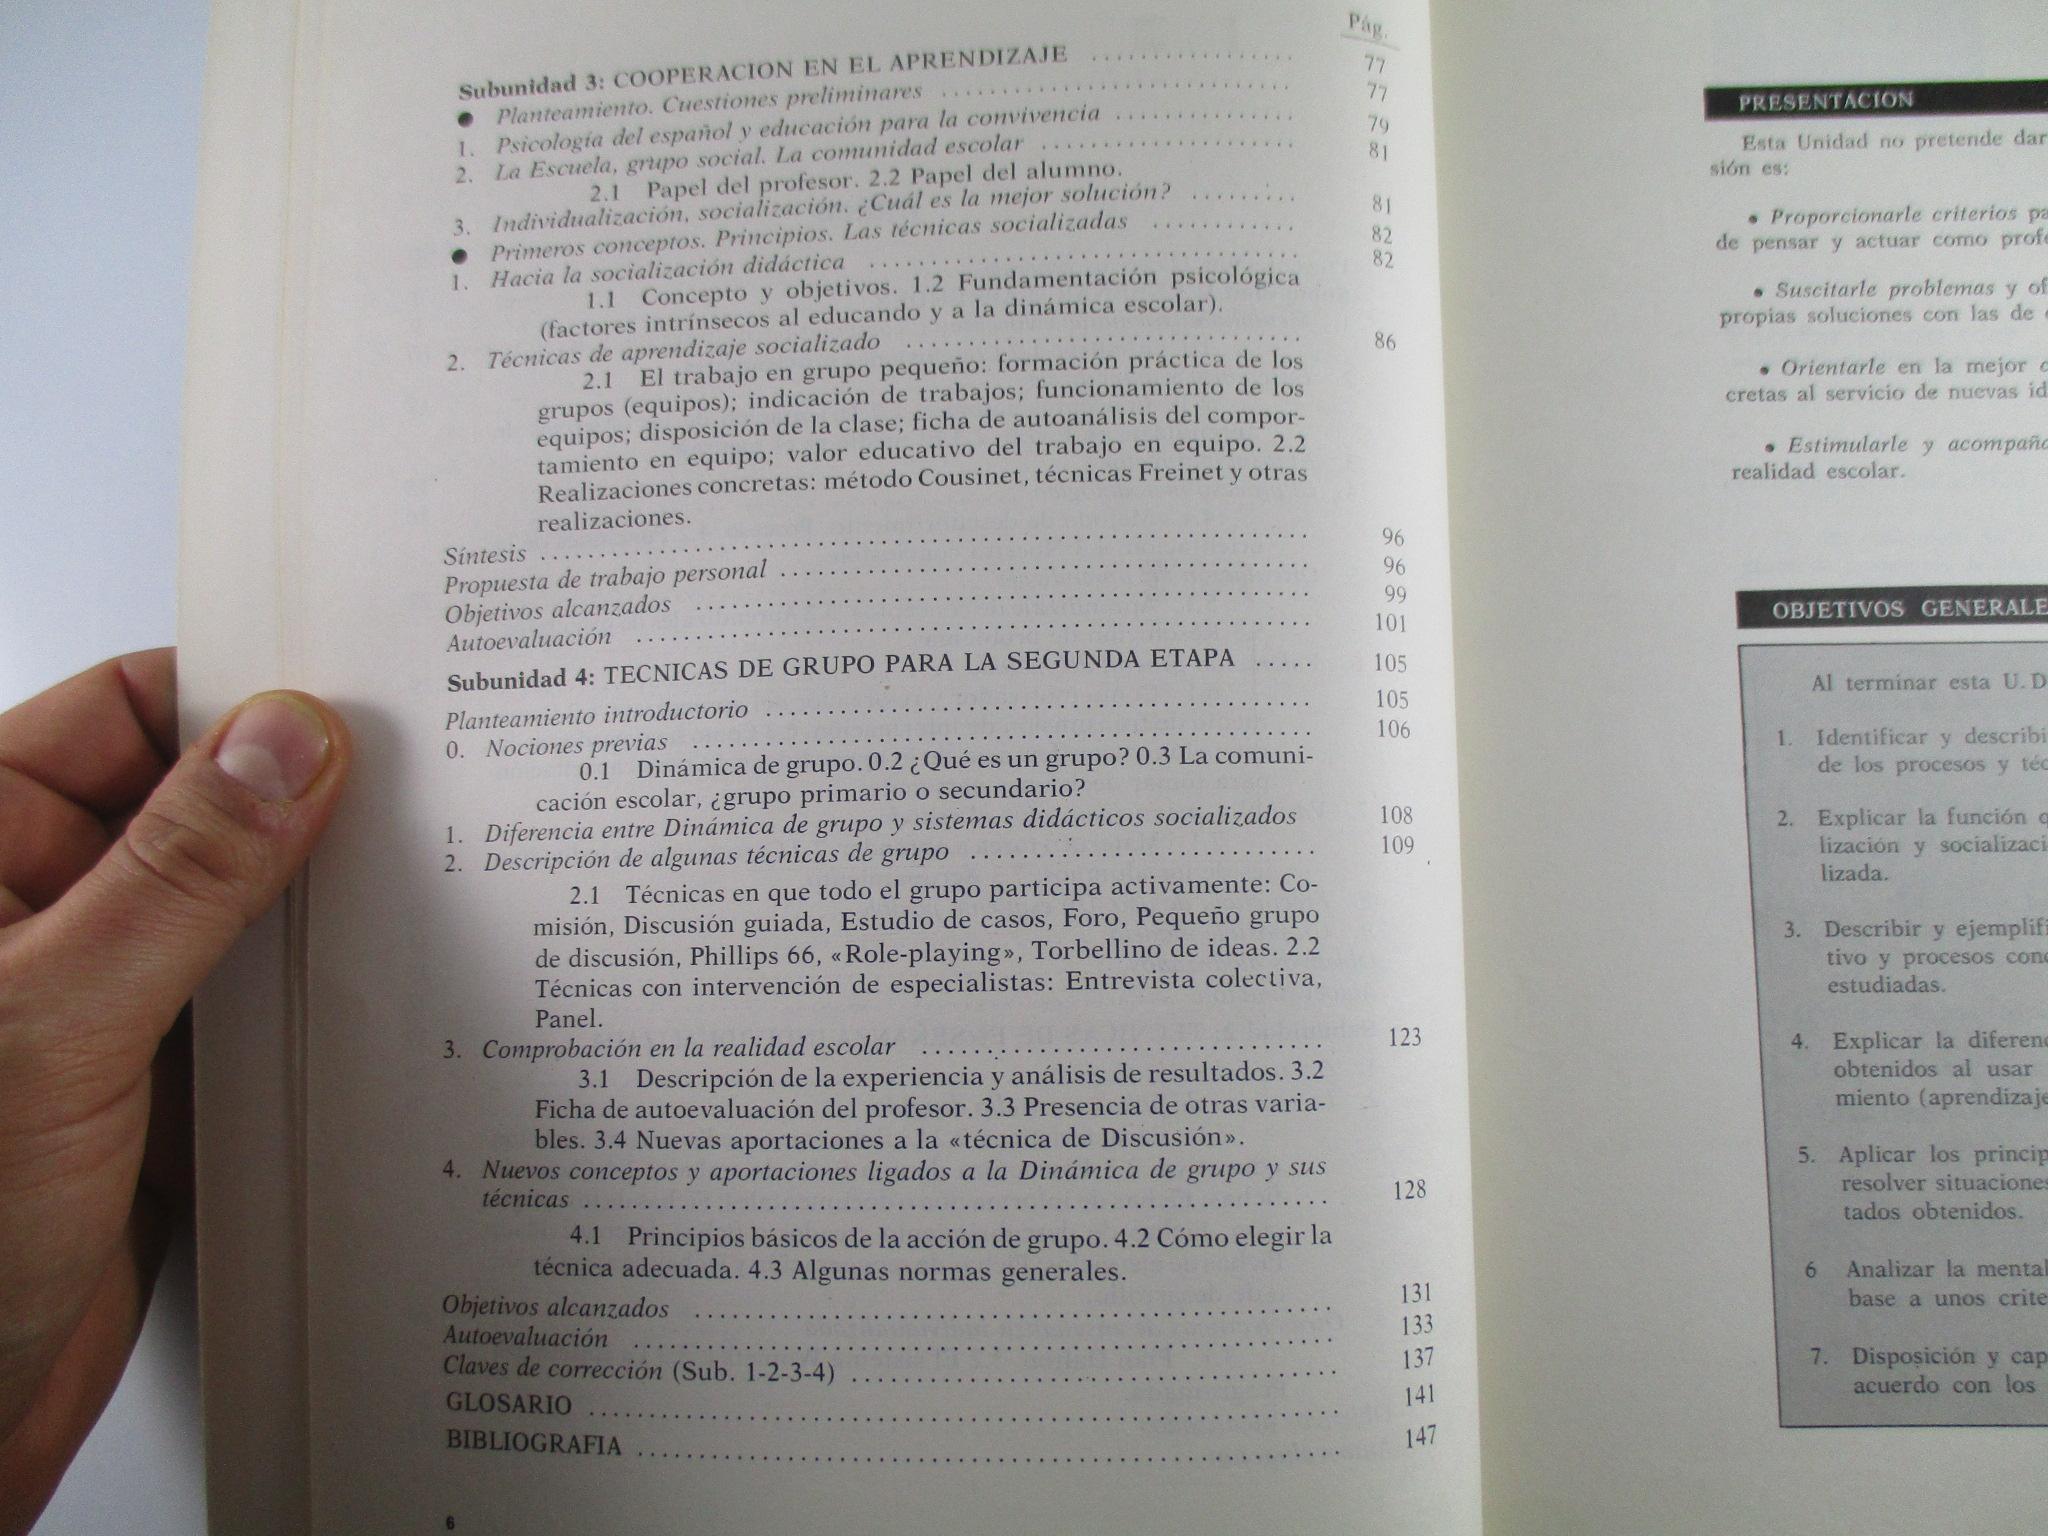 Pág.
Subunidad 3: COOPERACION EN EL APRENDIZAJE .................. 77
● Planteamiento. Cuestiones preliminares .............................. 77
1. Psicología del español y educación para la convivencia ............... 79
2. La Escuela, grupo social. La comunidad escolar ...................... 81
2.1 Papel del profesor. 2.2 Papel del alumno.
3. Individualización, socialización. ¿Cuál es la mejor solución? ......... 81
● Primeros conceptos. Principios. Las técnicas socializadas ............ 82
1. Hacia la socialización didáctica .................................... 82
1.1 Concepto y objetivos. 1.2 Fundamentación psicológica
(factores intrínsecos al educando y a la dinámica escolar).
2. Técnicas de aprendizaje socializado ................................. 86
2.1 El trabajo en grupo pequeño: formación práctica de los
grupos (equipos); indicación de trabajos; funcionamiento de los
equipos; disposición de la clase; ficha de autoanálisis del compor-
tamiento en equipo; valor educativo del trabajo en equipo. 2.2
Realizaciones concretas: método Cousinet, técnicas Freinet y otras
realizaciones.
Síntesis ................................................................ 96
Propuesta de trabajo personal ............................................ 96
Objetivos alcanzados .................................................... 99
Autoevaluación ......................................................... 101
Subunidad 4: TECNICAS DE GRUPO PARA LA SEGUNDA ETAPA ..... 105
Planteamiento introductorio .............................................. 105
0. Nociones previas .................................................... 106
0.1 Dinámica de grupo. 0.2 ¿Qué es un grupo? 0.3 La comuni-
cación escolar, ¿grupo primario o secundario?
1. Diferencia entre Dinámica de grupo y sistemas didácticos socializados 108
2. Descripción de algunas técnicas de grupo ............................. 109
2.1 Técnicas en que todo el grupo participa activamente: Co-
misión, Discusión guiada, Estudio de casos, Foro, Pequeño grupo
de discusión, Phillips 66, «Role-playing», Torbellino de ideas. 2.2
Técnicas con intervención de especialistas: Entrevista colectiva,
Panel.
3. Comprobación en la realidad escolar ................................. 123
3.1 Descripción de la experiencia y análisis de resultados. 3.2
Ficha de autoevaluación del profesor. 3.3 Presencia de otras varia-
bles. 3.4 Nuevas aportaciones a la «técnica de Discusión».
4. Nuevos conceptos y aportaciones ligados a la Dinámica de grupo y sus
técnicas ............................................................... 128
4.1 Principios básicos de la acción de grupo. 4.2 Cómo elegir la
técnica adecuada. 4.3 Algunas normas generales.
Objetivos alcanzados .................................................... 131
Autoevaluación ......................................................... 133
Claves de corrección (Sub. 1-2-3-4) ....................................... 137
GLOSARIO .............................................................. 141
BIBLIOGRAFIA .......................................................... 147
6
PRESENTACION
Esta Unidad no pretende dar
sión es:
● Proporcionarle criterios
de pensar y actuar como
● Suscitarle problemas y
propias soluciones con las de
● Orientarle en la mejor
cretas al servicio de nuevas
● Estimularle y
realidad escolar.
OBJETIVOS
Al terminar esta U.D
1. Identificar y
de los procesos y
2. Explicar la función
lización y
lizada.
3. Describir y
tivo y procesos
estudiadas.
4. Explicar la
obtenidos al usar
miento (aprendizaje
5. Aplicar los
resolver situaciones
tados obtenidos.
6 Analizar la
base a unos
7. Disposición y
acuerdo con los